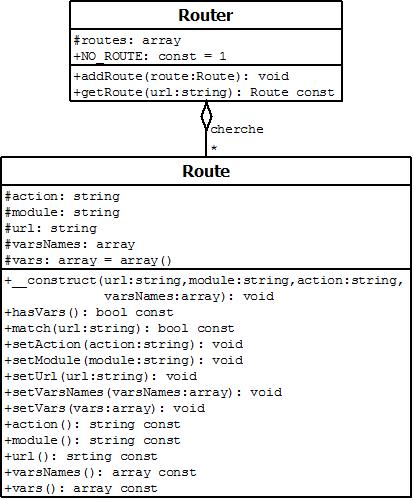 Router
#routes: array
+NO_ROUTE: const = 1
+addRoute(route:Route): void
+getRoute(url:string): Route const
cherche
*
Route
#action: string
#module: string
#url: string
#varsNames: array
#vars: array = array()
+__construct(url:string,module:string,action:string,
varsNames:array): void
+hasVars(): bool const
+match(url:string): bool const
+setAction(action:string): void
+setModule(module:string): void
+setUrl(url:string): void
+setVarsNames(varsNames:array): void
+setVars(vars:array): void
+action(): string const
+module(): string const
+url(): srting const
+varsNames(): array const
+vars(): array const